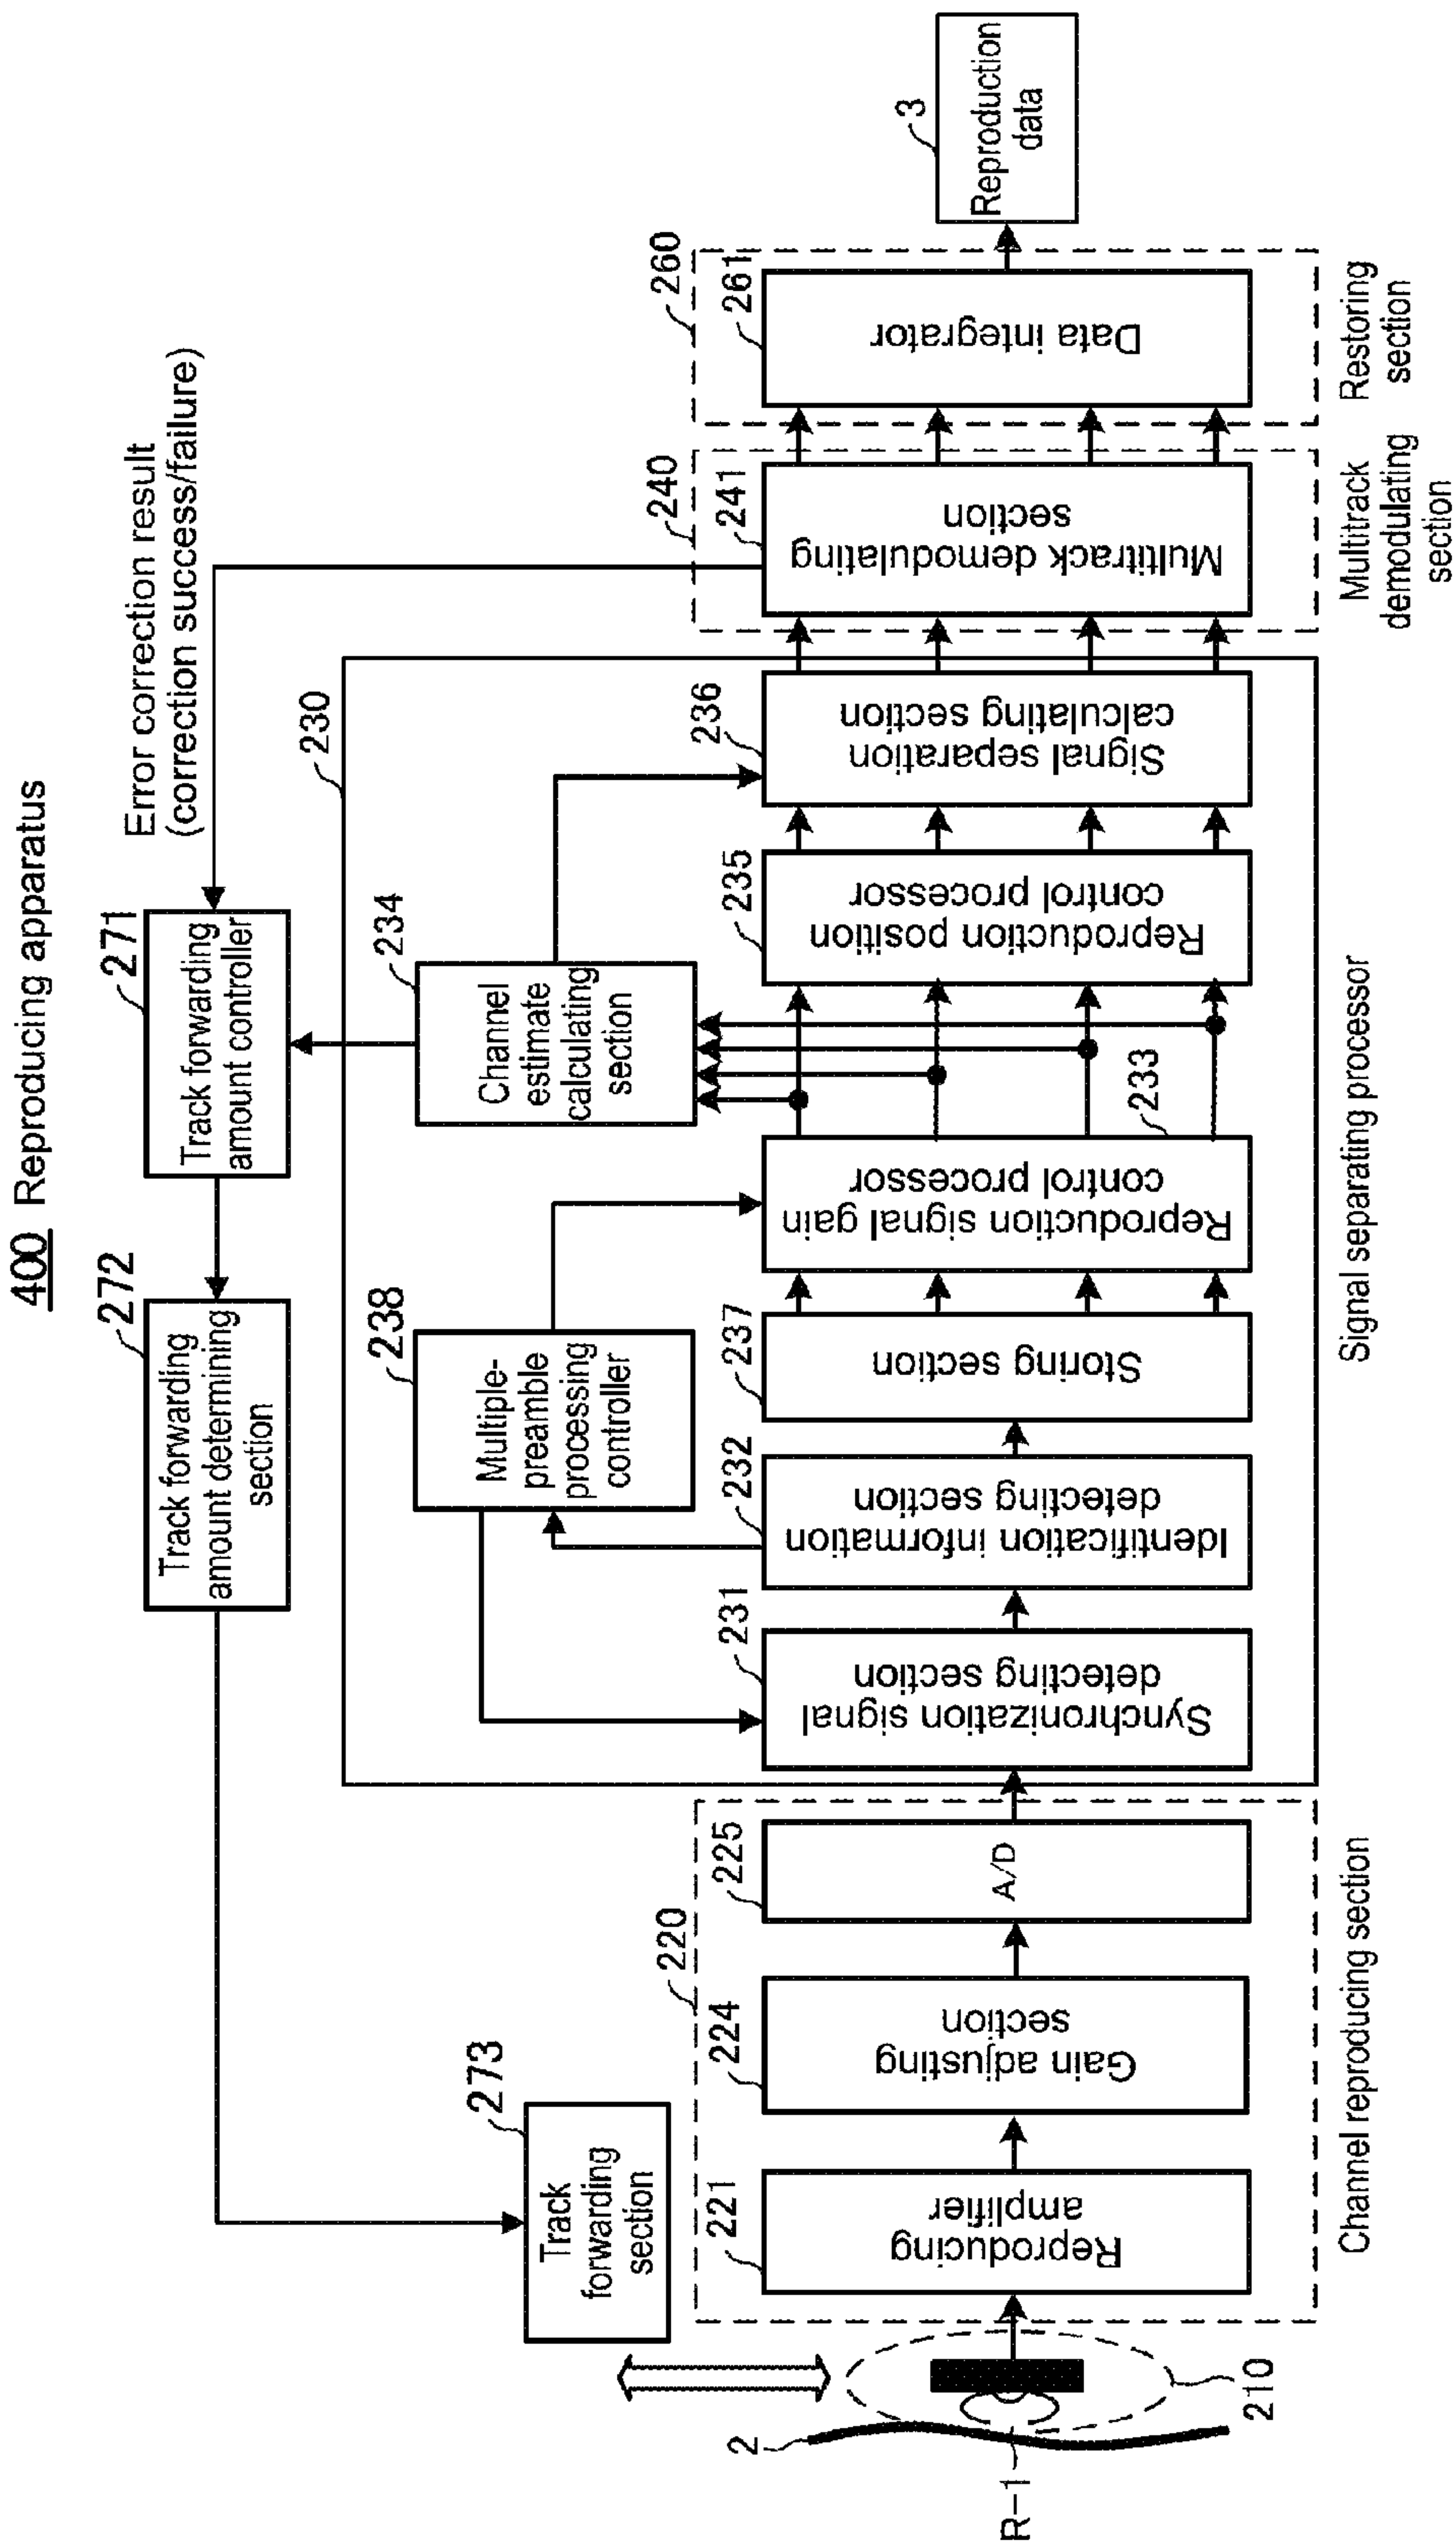 400 Reproducing apparatus
Error correction result
(correction success/failure)
271
Track forwarding
amount controller
272
Track forwarding
amount determining
section
273
Track
forwarding
section
230
234
Channel
estimate
calculating
section
238
Multiple-
preamble
processing
controller
2
R-1
210
220
221
Reproducing
amplifier
224
Gain adjusting
section
225
A/D
Channel reproducing section
231
Synchronization signal
detecting section
232
Identification information
detecting section
237
Storing section
233
Reproduction signal gain
control processor
235
Reproduction position
control processor
236
Signal separation
calculating section
Signal separating processor
240
241
Multitrack demodulating
section
Multitrack
demodulating
section
260
261
Data integrator
Restoring
section
3
Reproduction
data